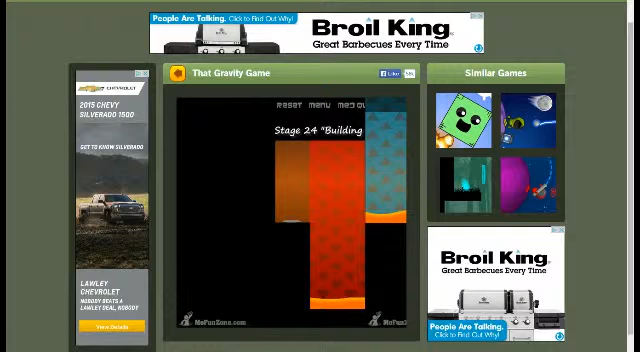 People Are Talking. Click to Find Out Why!
Broil King
Great Barbecues Every Time
CHEVROLET
2015 CHEVY
SILVERADO 1500
GET TO KNOW SILVERADO
LAWLEY
CHEVROLET
NOBODY BEATS A
LAWLEY DEAL, NOBODY
View Details
That Gravity Game
Like
RESET MENU
Stage 24 "Building
MoFunZone.com
MoFunZ
Similar Games
Broil King
Great Barbecues Every Time
People Are Talking.
Click to Find Out Why!